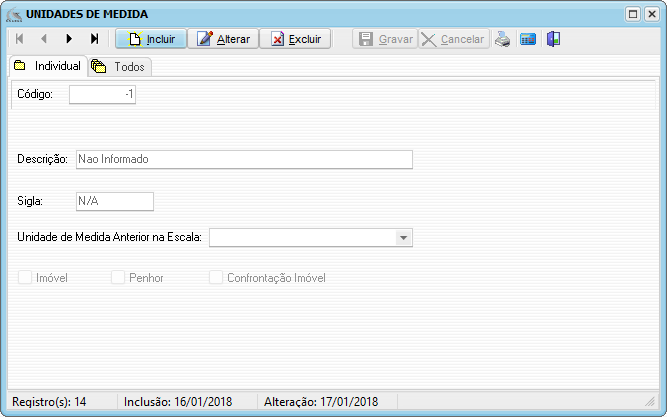 UNIDADES DE MEDIDA
Incluir Alterar Excluir Gravar Cancelar
Individual Todos
Código: -1
Descrição: Nao Informado
Sigla: N/A
Unidade de Medida Anterior na Escala:
Imóvel Penhor Confrontação Imóvel
Registro(s): 14 Inclusão: 16/01/2018 Alteração: 17/01/2018